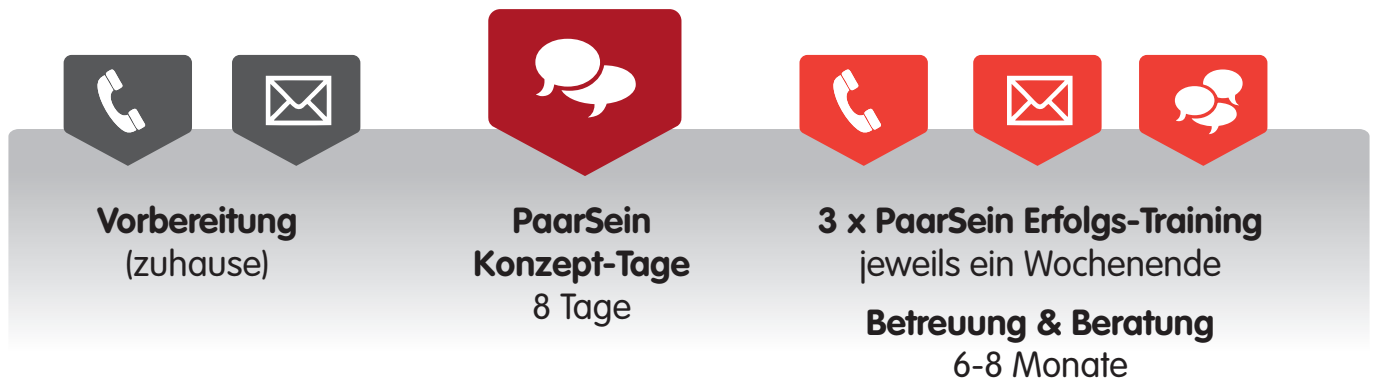 Vorbereitung
(zuhause)
PaarSein
Konzept-Tage
8 Tage
3 x PaarSein Erfolgs-Training
jeweils ein Wochenende
Betreuung & Beratung
6-8 Monate